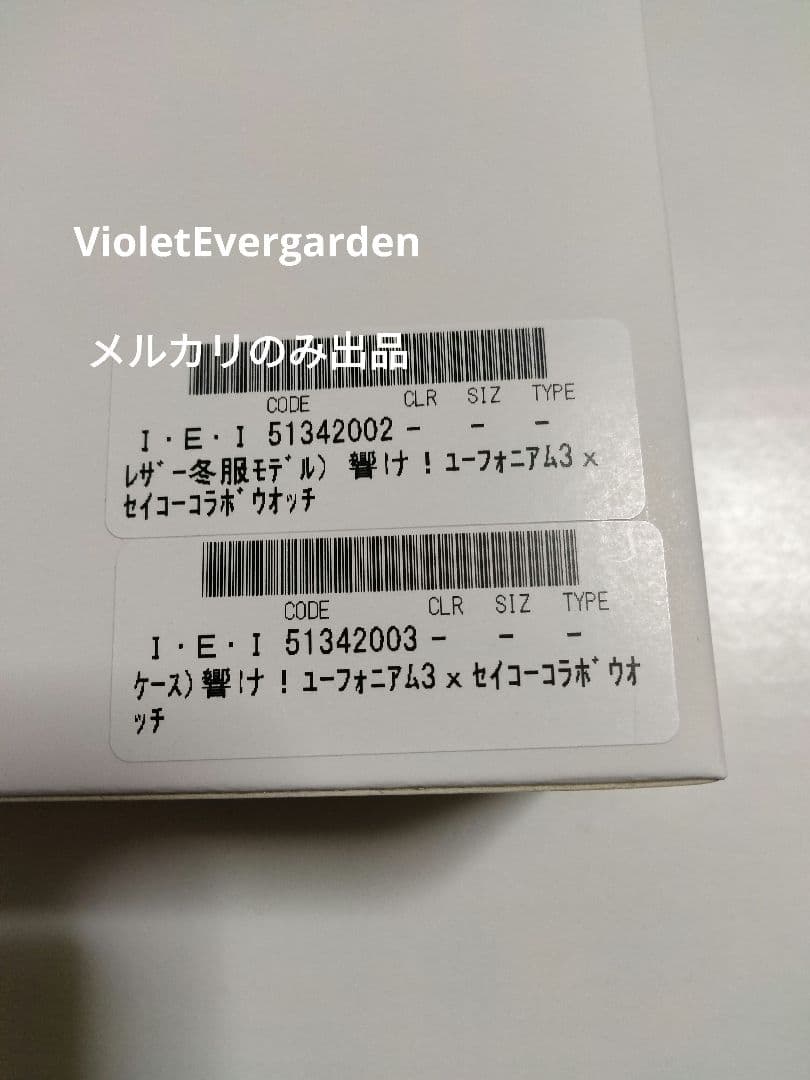 VioletEvergarden
メルカリのみ出品
CODE CLR SIZ TYPE
I・E・I 51342002 - - -
ﾚｻﾞｰ冬服ﾓﾃﾞﾙ) 響け！ﾕｰﾌｫﾆｱﾑ3 x
ｾｲｺｰｺﾗﾎﾞｳｵｯﾁ
CODE CLR SIZ TYPE
I・E・I 51342003 - - -
ｹｰｽ) 響け！ﾕｰﾌｫﾆｱﾑ3 x ｾｲｺｰｺﾗﾎﾞｳｵ
ｯﾁ